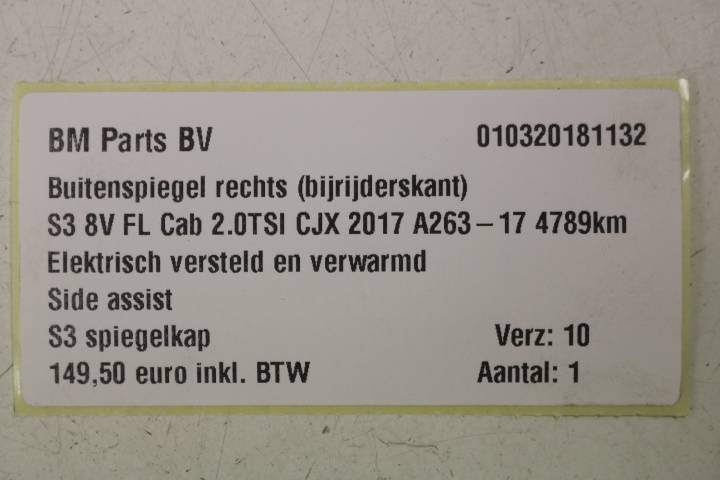 BM Parts BV 010320181132
Buitenspiegel rechts (bijrijderskant)
S3 8V FL Cab 2.0TSI CJX 2017 A263-17 4789km
Elektrisch versteld en verwarmd
Side assist
S3 spiegelkap Verz: 10
149,50 euro inkl. BTW Aantal: 1